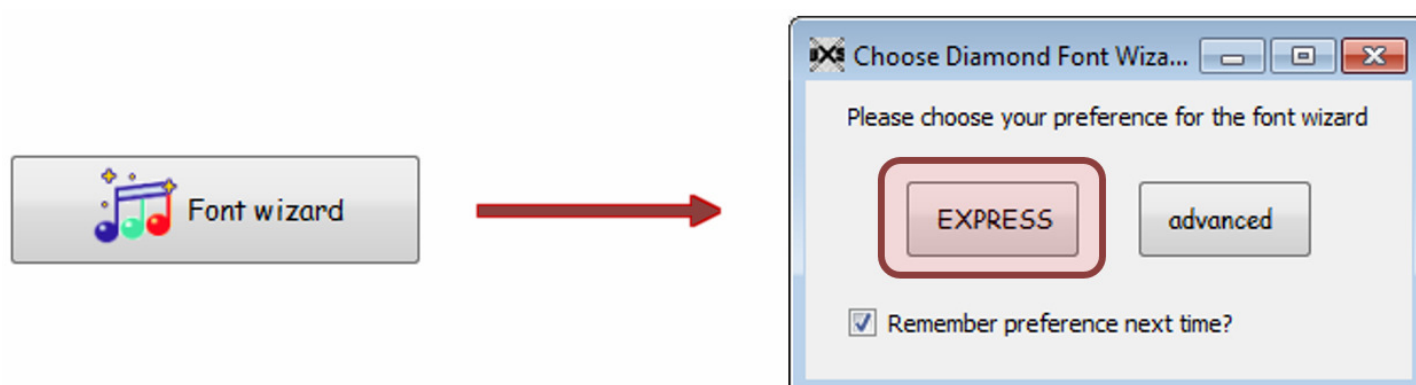 Font wizard
Choose Diamond Font Wiza...
Please choose your preference for the font wizard
EXPRESS
advanced
Remember preference next time?